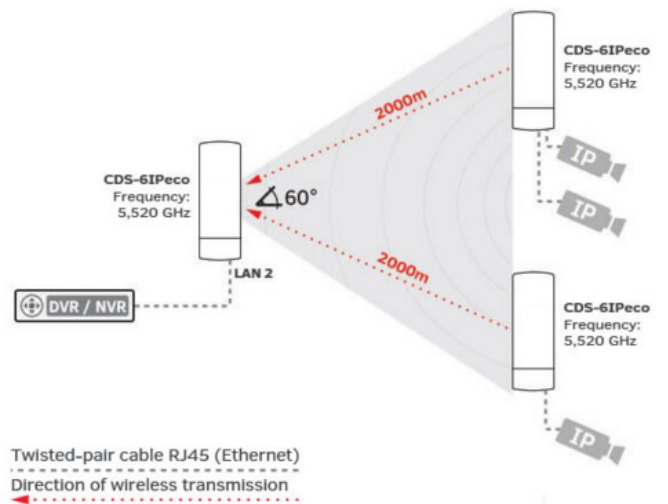 CDS-6IPeco
Frequency:
5,520 GHz
2000m
IP
IP
CDS-6IPeco
Frequency:
5,520 GHz
60°
LAN 2
DVR / NVR
2000m
CDS-6IPeco
Frequency:
5,520 GHz
IP
Twisted-pair cable RJ45 (Ethernet)
Direction of wireless transmission